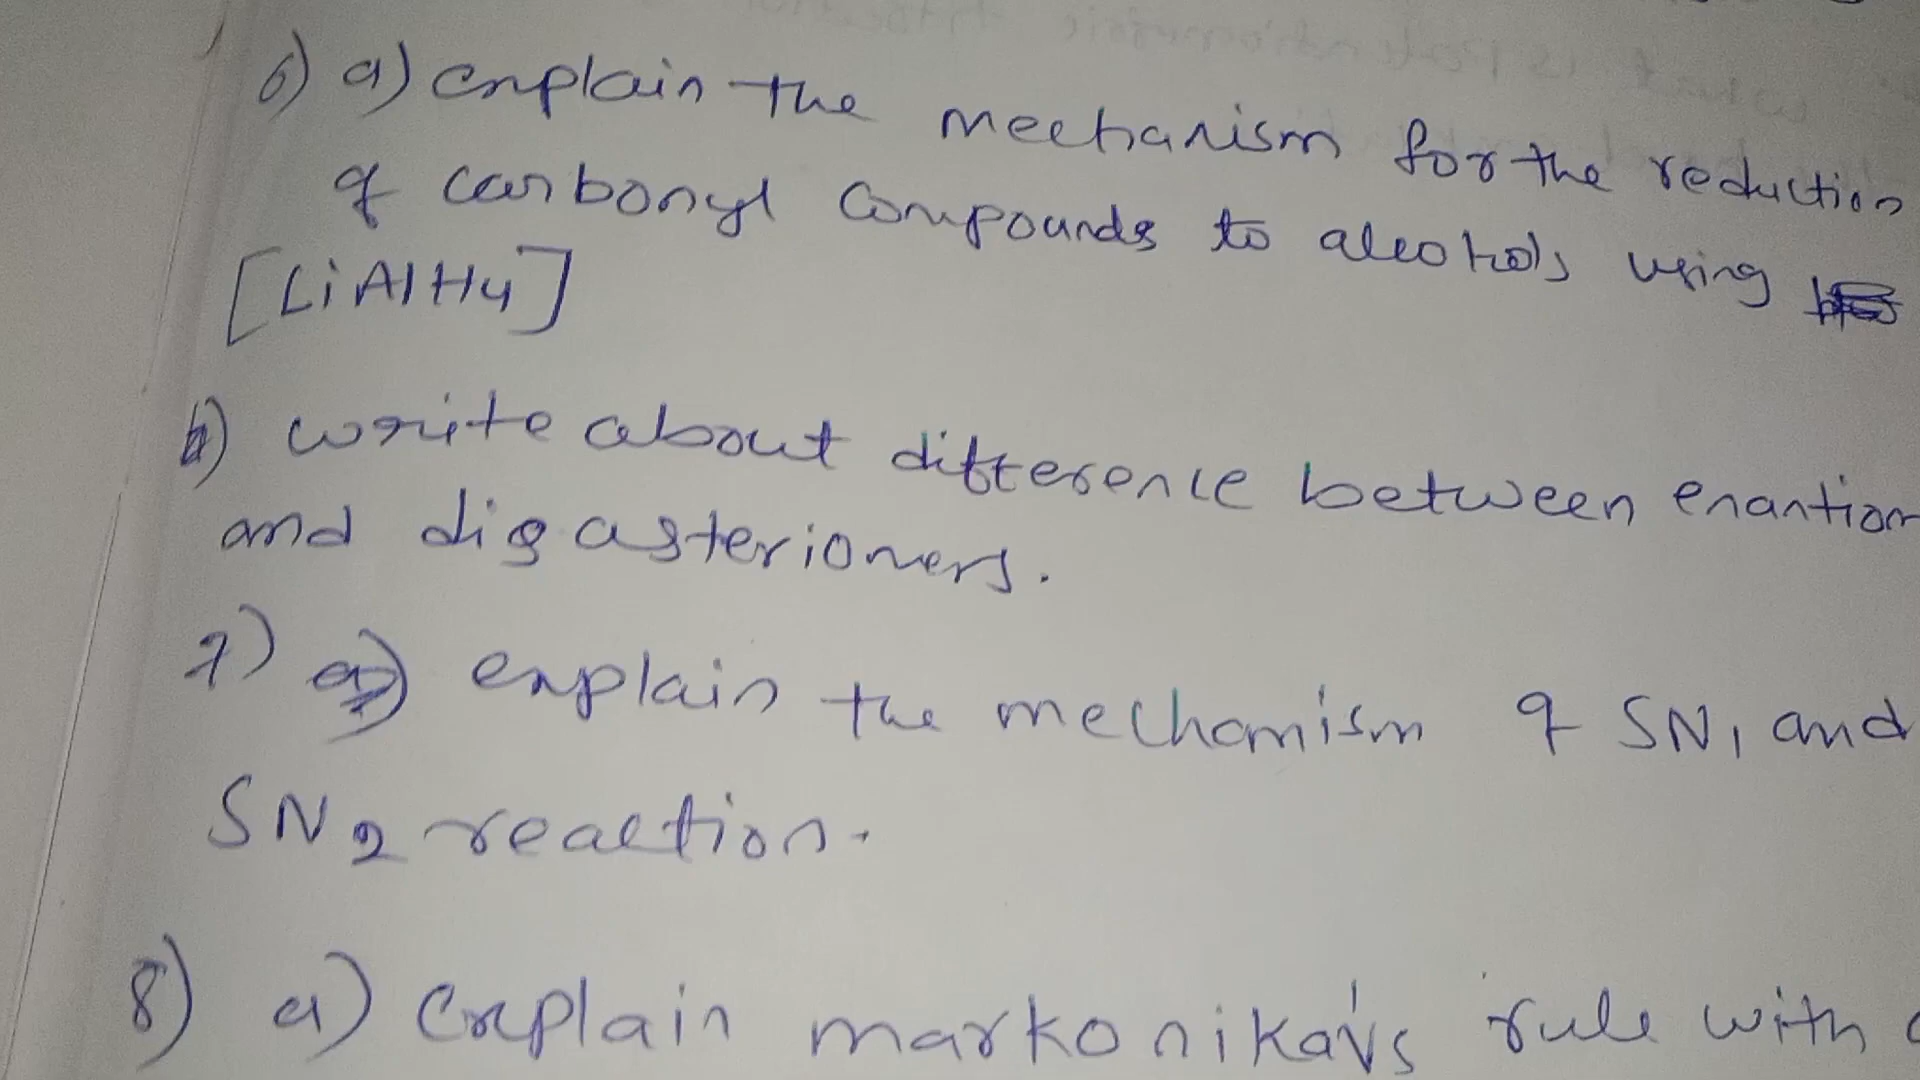 6) a) explain the mechanism for the reduction
of carbonyl compounds to alcohols using
[LiAlH4]
b) write about difference between enantiom
and diasasteriomers.
7) a) explain the mechanism of SN1 and
SN2 reaction.
8) a) Explain markonikav's rule with